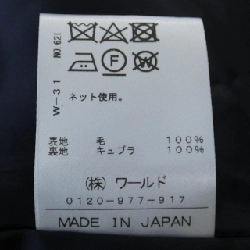 W-31 NO.621
ネット使用。
表地 毛 100%
裏地 キュプラ 100%
(株) ワールド
0120-977-917
MADE IN JAPAN